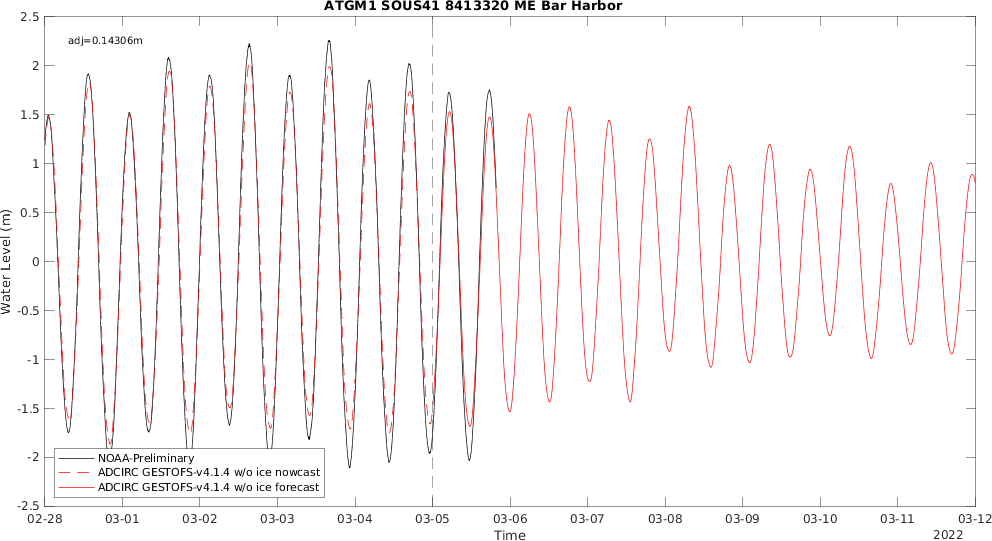 ATGM1 SOUS41 8413320 ME Bar Harbor
adj=0.14306m
Water Level (m)
2.5
2
1.5
1
0.5
0
-0.5
-1
-1.5
-2
-2.5
NOAA-Preliminary
ADCIRC GESTOFS-v4.1.4 w/o ice nowcast
ADCIRC GESTOFS-v4.1.4 w/o ice forecast
02-28 03-01 03-02 03-03 03-04 03-05 03-06 03-07 03-08 03-09 03-10 03-11 03-12
Time
2022